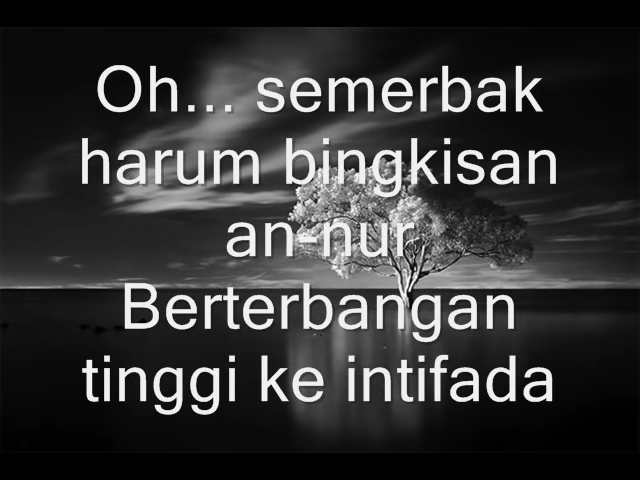 Oh... semerbak
harum bingkisan
an-nur
Berterbangan
tinggi ke intifada